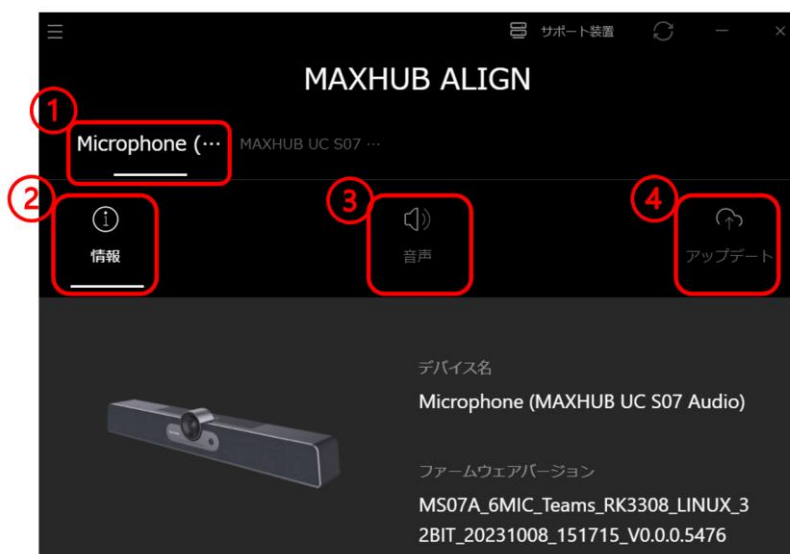 サポート装置
MAXHUB ALIGN
①
Microphone (… MAXHUB UC S07 …
② ③ ④
情報 音声 アップデート
デバイス名
Microphone (MAXHUB UC S07 Audio)
ファームウェアバージョン
MS07A_6MIC_Teams_RK3308_LINUX_3
2BIT_20231008_151715_V0.0.0.5476